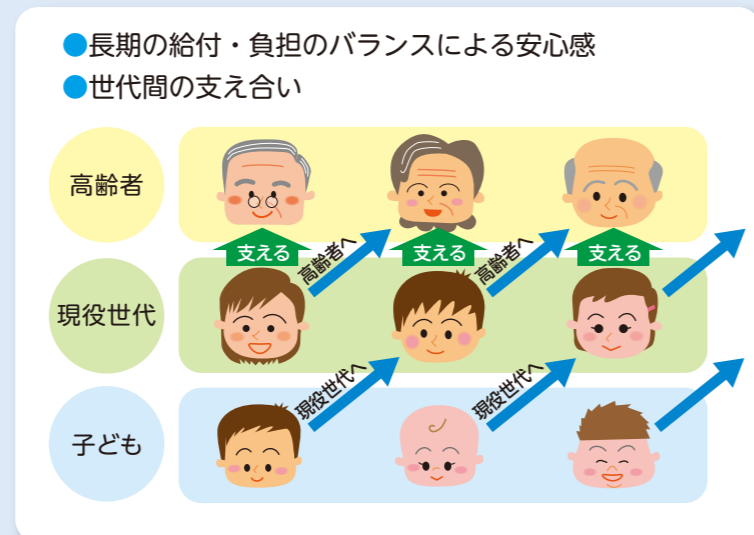 ●長期の給付・負担のバランスによる安心感
●世代間の支え合い
高齢者
支える
高齢者へ
支える
高齢者へ
支える
現役世代
現役世代へ
現役世代へ
子ども